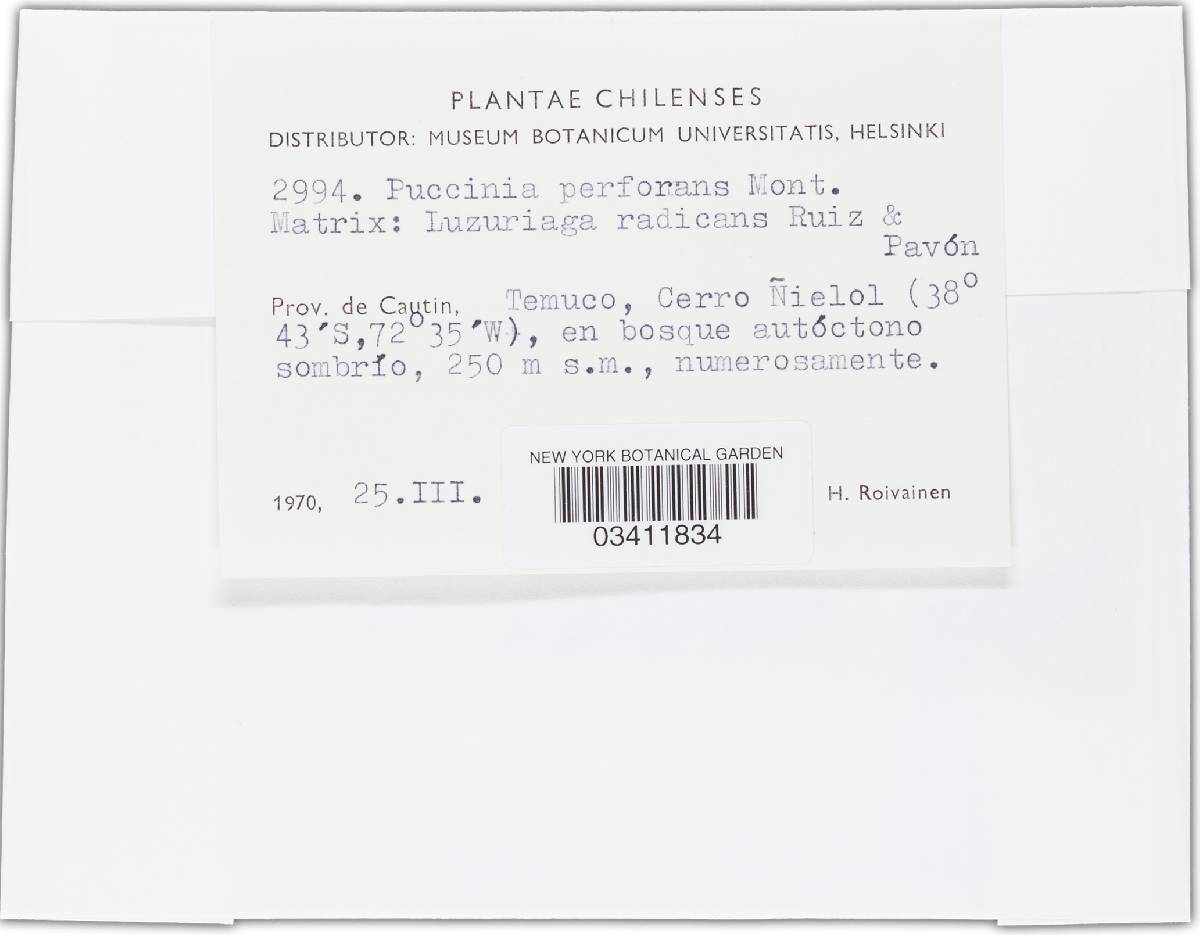 PLANTAE CHILENSES
DISTRIBUTOR: MUSEUM BOTANICUM UNIVERSITATIS, HELSINKI
2994. Puccinia perforans Mont.
Matrix: Luzuriaga radicans Ruiz &
Pavón
Prov. de Cautin, Temuco, Cerro Ñielol (38°
43´S,72°35´W), en bosque autóctono
sombrío, 250 m s.m., numerosamente.
NEW YORK BOTANICAL GARDEN
1970, 25.III.
H. Roivainen
03411834